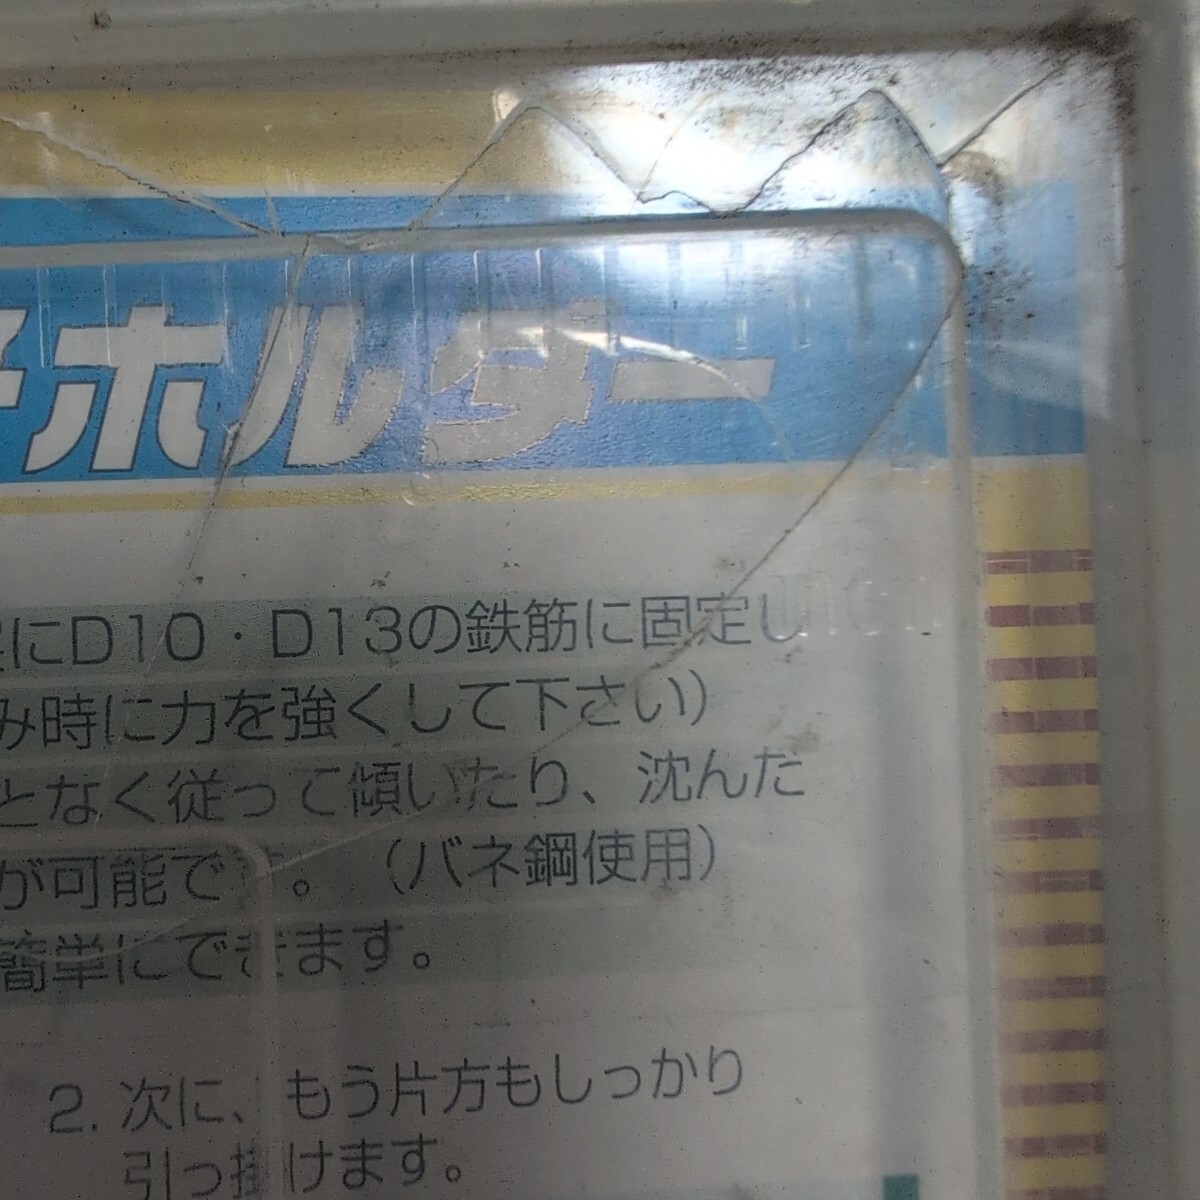 ホルダー
にD10・D13の鉄筋に固定し
み時に力を強くして下さい）
となく従って傾いたり、沈んだ
が可能です。（バネ鋼使用）
簡単にできます。
2. 次に、もう片方もしっかり
引っ掛けます。